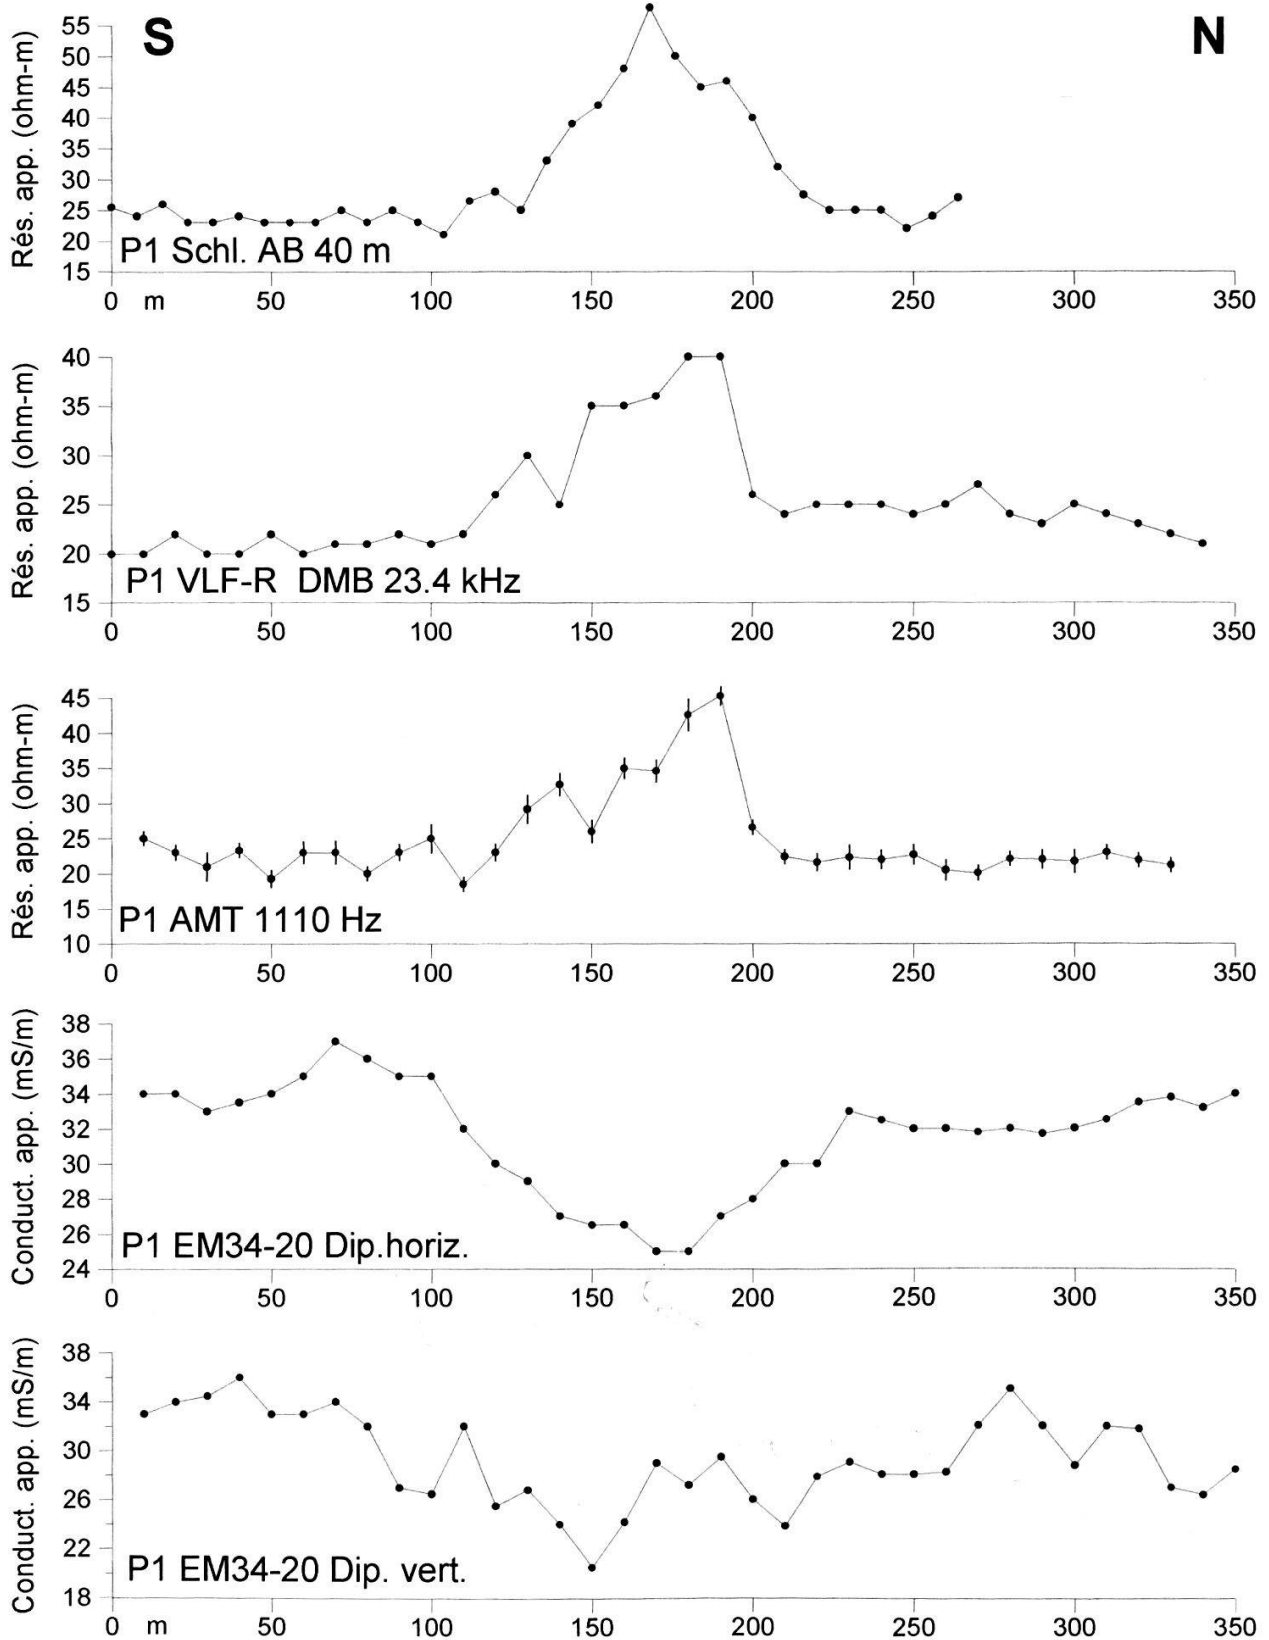 S
N
Rés. app. (ohm-m)
55
50
45
40
35
30
25
20
15
P1 Schl. AB 40 m
0 m 50 100 150 200 250 300 350
Rés. app. (ohm-m)
40
35
30
25
20
15
P1 VLF-R DMB 23.4 kHz
0 50 100 150 200 250 300 350
Rés. app. (ohm-m)
45
40
35
30
25
20
15
10
P1 AMT 1110 Hz
0 50 100 150 200 250 300 350
Conduct. app. (mS/m)
38
36
34
32
30
28
26
24
P1 EM34-20 Dip.horiz.
0 50 100 150 200 250 300 350
Conduct. app. (mS/m)
38
34
30
26
22
18
P1 EM34-20 Dip. vert.
0 m 50 100 150 200 250 300 350